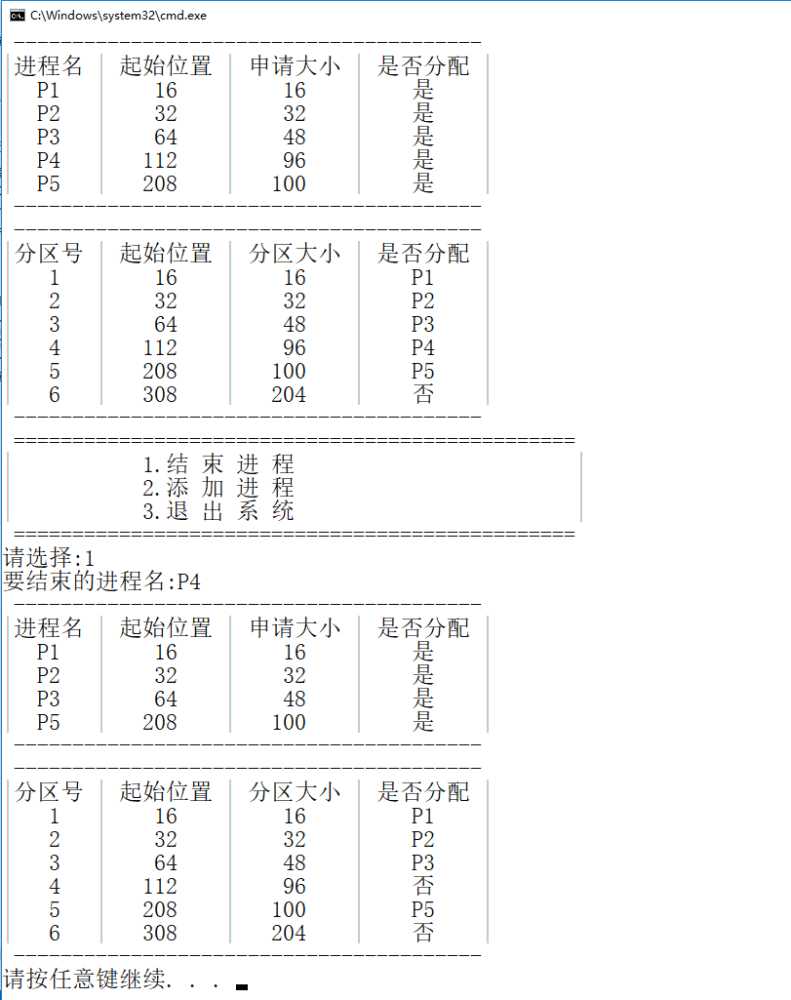 C:\Windows\system32\cmd.exe
----------------------------------------
进程名 起始位置 申请大小 是否分配
P1 16 16 是
P2 32 32 是
P3 64 48 是
P4 112 96 是
P5 208 100 是
----------------------------------------
----------------------------------------
分区号 起始位置 分区大小 是否分配
1 16 16 P1
2 32 32 P2
3 64 48 P3
4 112 96 P4
5 208 100 P5
6 308 204 否
----------------------------------------
================================================
1.结 束 进 程
2.添 加 进 程
3.退 出 系 统
================================================
请选择:1
要结束的进程名:P4
----------------------------------------
进程名 起始位置 申请大小 是否分配
P1 16 16 是
P2 32 32 是
P3 64 48 是
P5 208 100 是
----------------------------------------
----------------------------------------
分区号 起始位置 分区大小 是否分配
1 16 16 P1
2 32 32 P2
3 64 48 P3
4 112 96 否
5 208 100 P5
6 308 204 否
----------------------------------------
请按任意键继续. . .